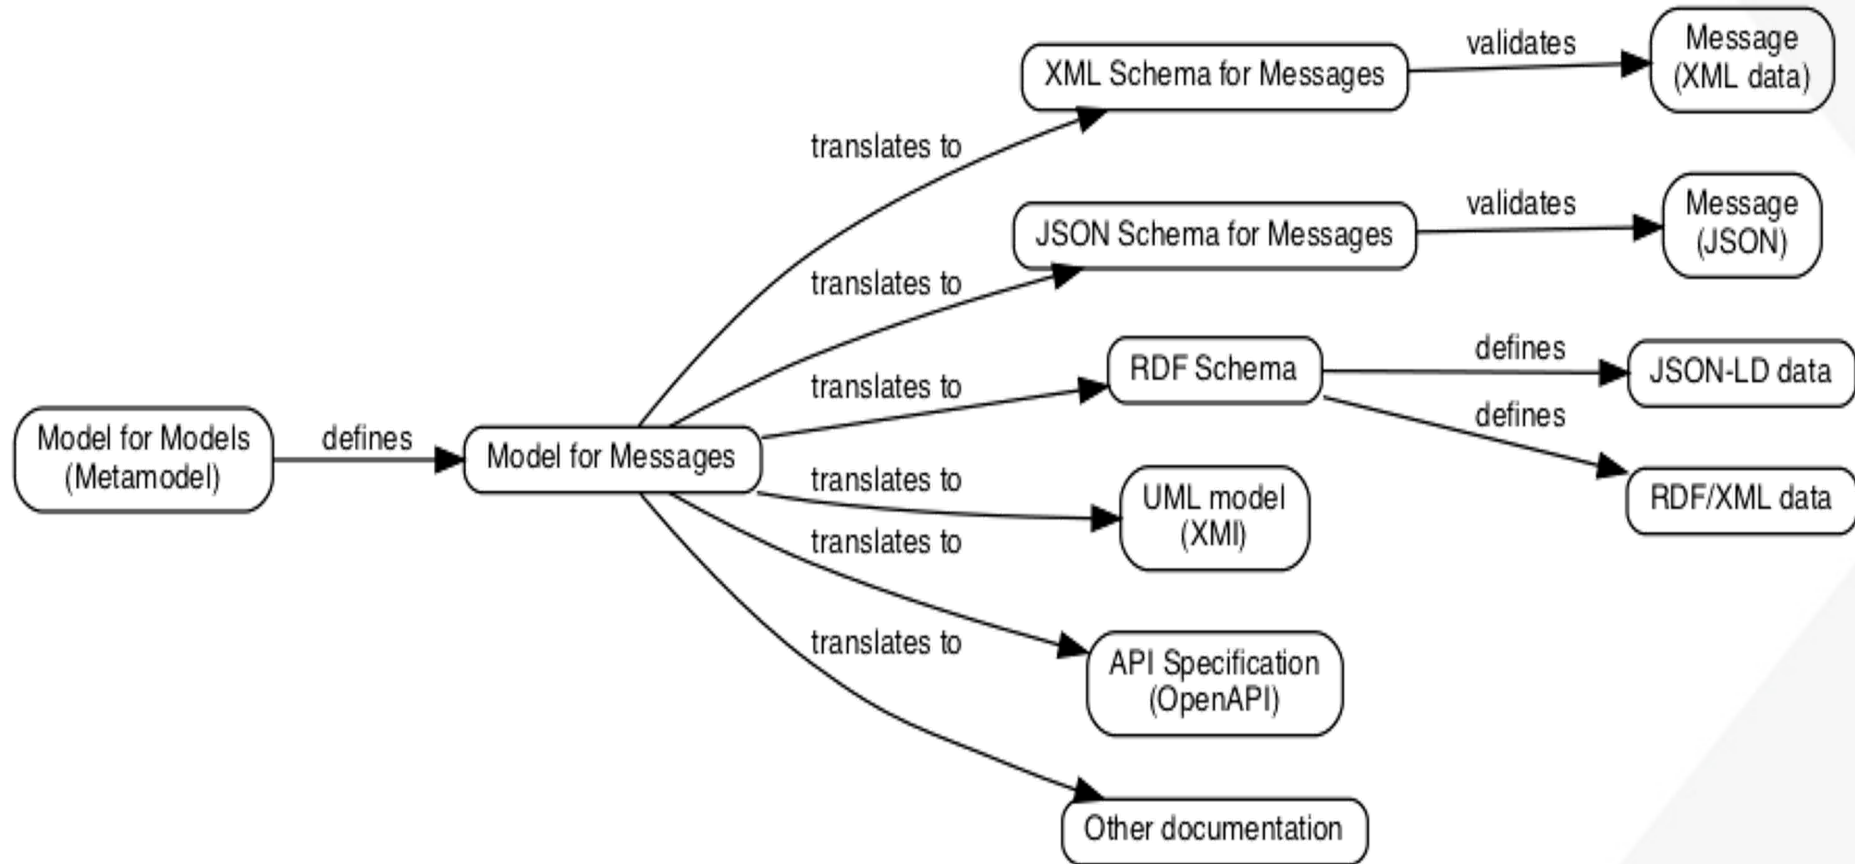 validates
Message
(XML data)
XML Schema for Messages
translates to
validates
Message
(JSON)
JSON Schema for Messages
translates to
defines
JSON-LD data
RDF Schema
translates to
defines
Model for Models
(Metamodel)
defines
Model for Messages
translates to
UML model
(XMI)
RDF/XML data
translates to
API Specification
(OpenAPI)
translates to
Other documentation